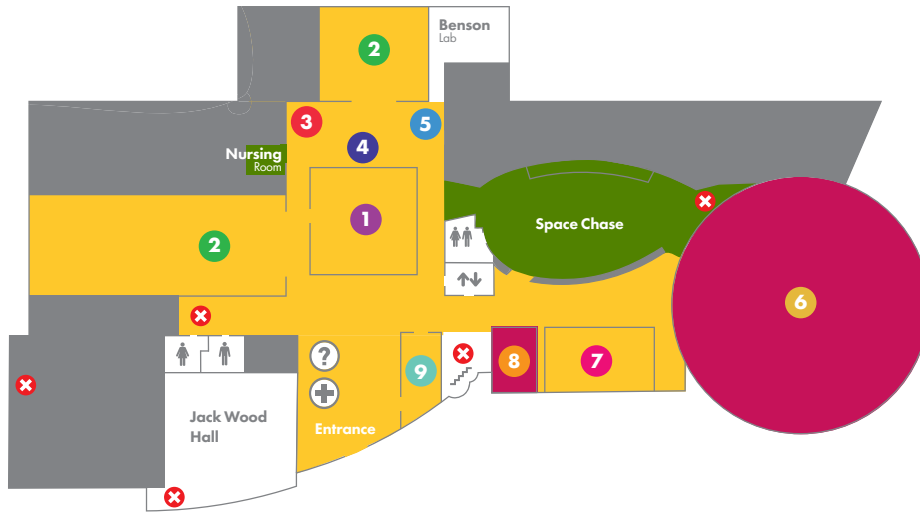 Benson
Lab
2
3
5
4
Nursing
Room
1
Space Chase
2
6
?
9
8
7
Jack Wood
Hall
Entrance